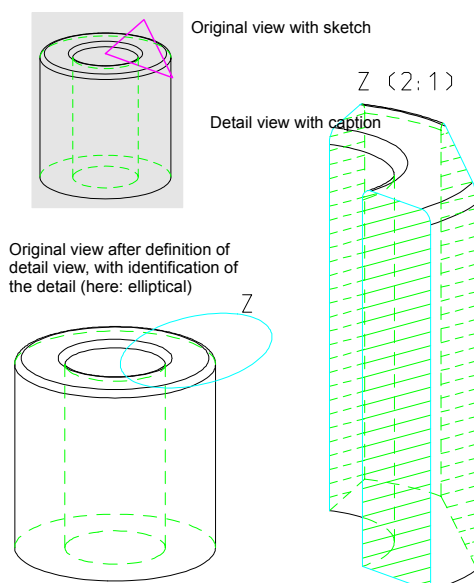 Original view with sketch
Z (2:1)
Detail view with caption
Original view after definition of
detail view, with identification of
the detail (here: elliptical)
Z